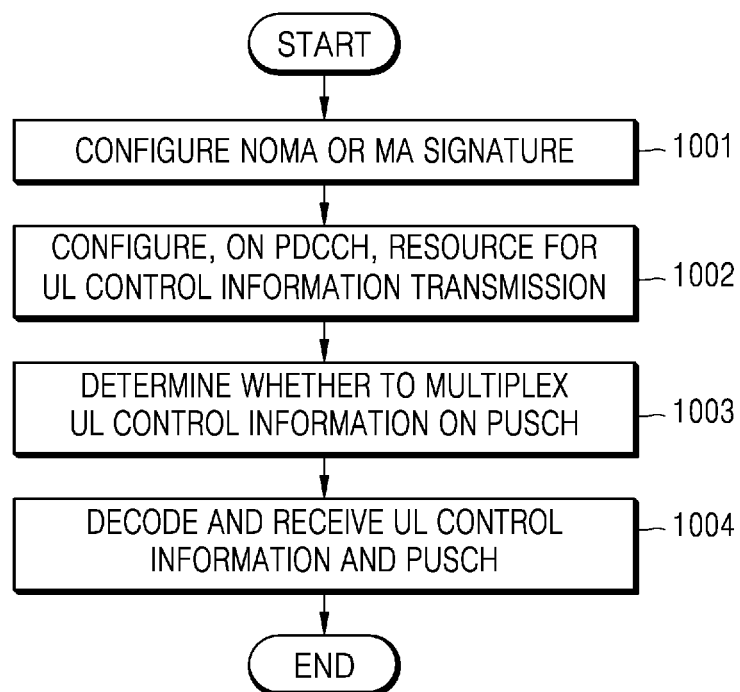 START
CONFIGURE NOMA OR MA SIGNATURE
1001
CONFIGURE, ON PDCCH, RESOURCE FOR
UL CONTROL INFORMATION TRANSMISSION
1002
DETERMINE WHETHER TO MULTIPLEX
UL CONTROL INFORMATION ON PUSCH
1003
DECODE AND RECEIVE UL CONTROL
INFORMATION AND PUSCH
1004
END